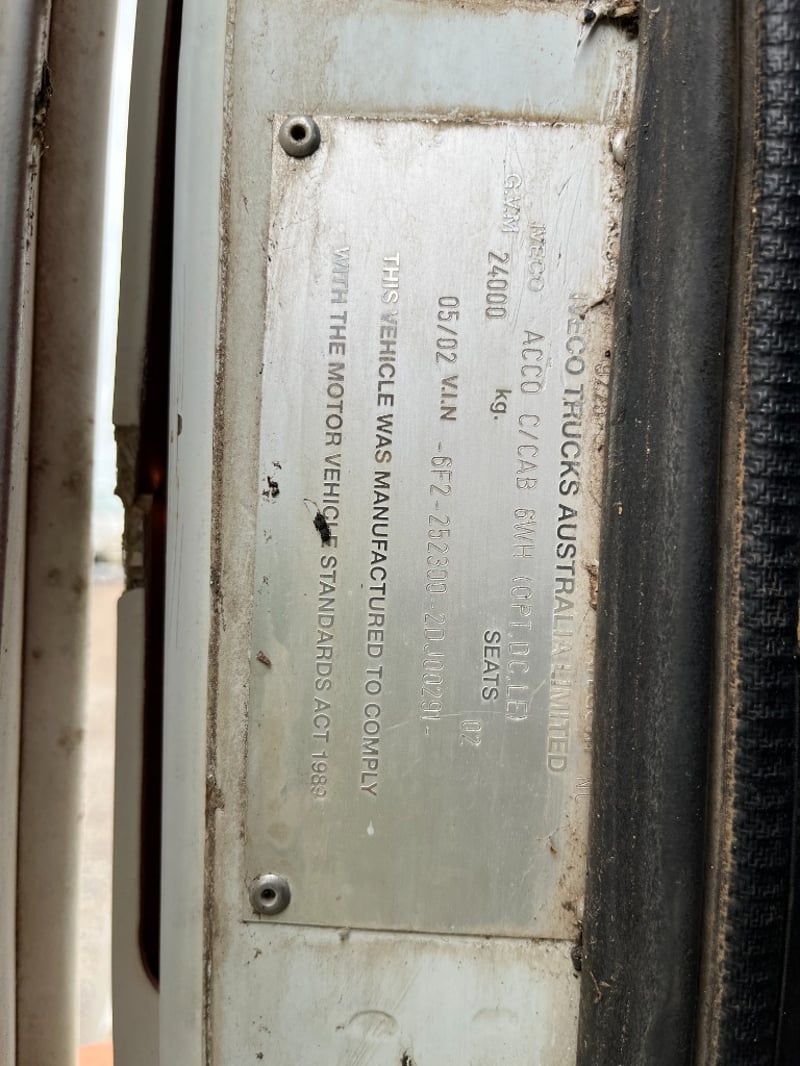 IVECO TRUCKS AUSTRALIA LIMITED
IVECO ACCO C/CAB 6WH (OPT.DC.LE)
G.V.M 24000 kg. SEATS 02
05/02 V.I.N -6F2-252300-2DJ00291-
THIS VEHICLE WAS MANUFACTURED TO COMPLY
WITH THE MOTOR VEHICLE STANDARDS ACT 1989